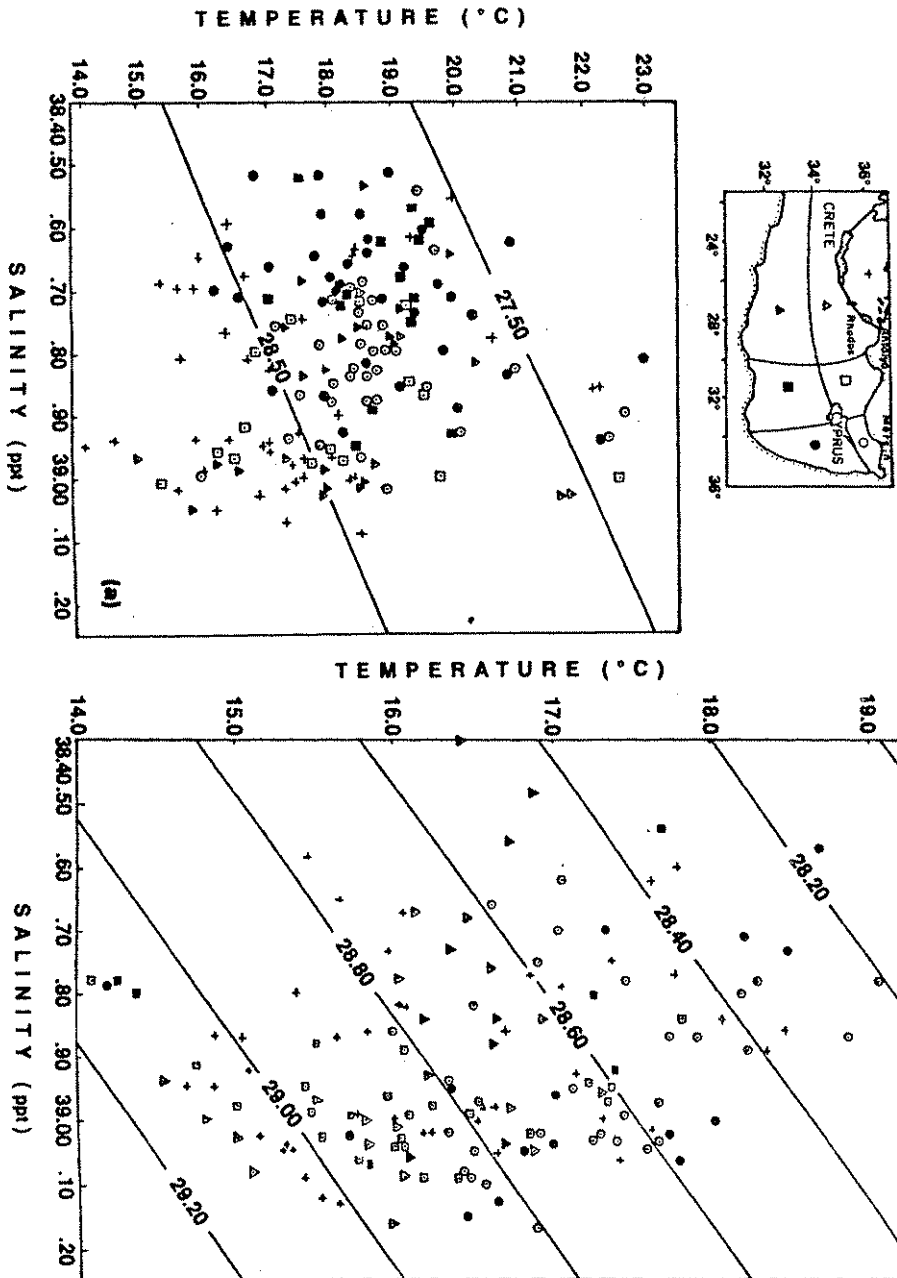 TEMPERATURE (°C)
14.0 15.0 16.0 17.0 18.0 19.0 20.0 21.0 22.0 23.0
38.40 .50 .60 .70 .80 .90 39.00 .10 .20
SALINITY (ppt)
27.50
28.50
(a)
32° 34° 36°
24° 28° 32° 36°
CRETE
Rhodes
CYPRUS
TEMPERATURE (°C)
14.0 15.0 16.0 17.0 18.0 19.0
38.40 .50 .60 .70 .80 .90 39.00 .10 .20
SALINITY (ppt)
28.20
28.40
28.60
28.80
29.00
29.20